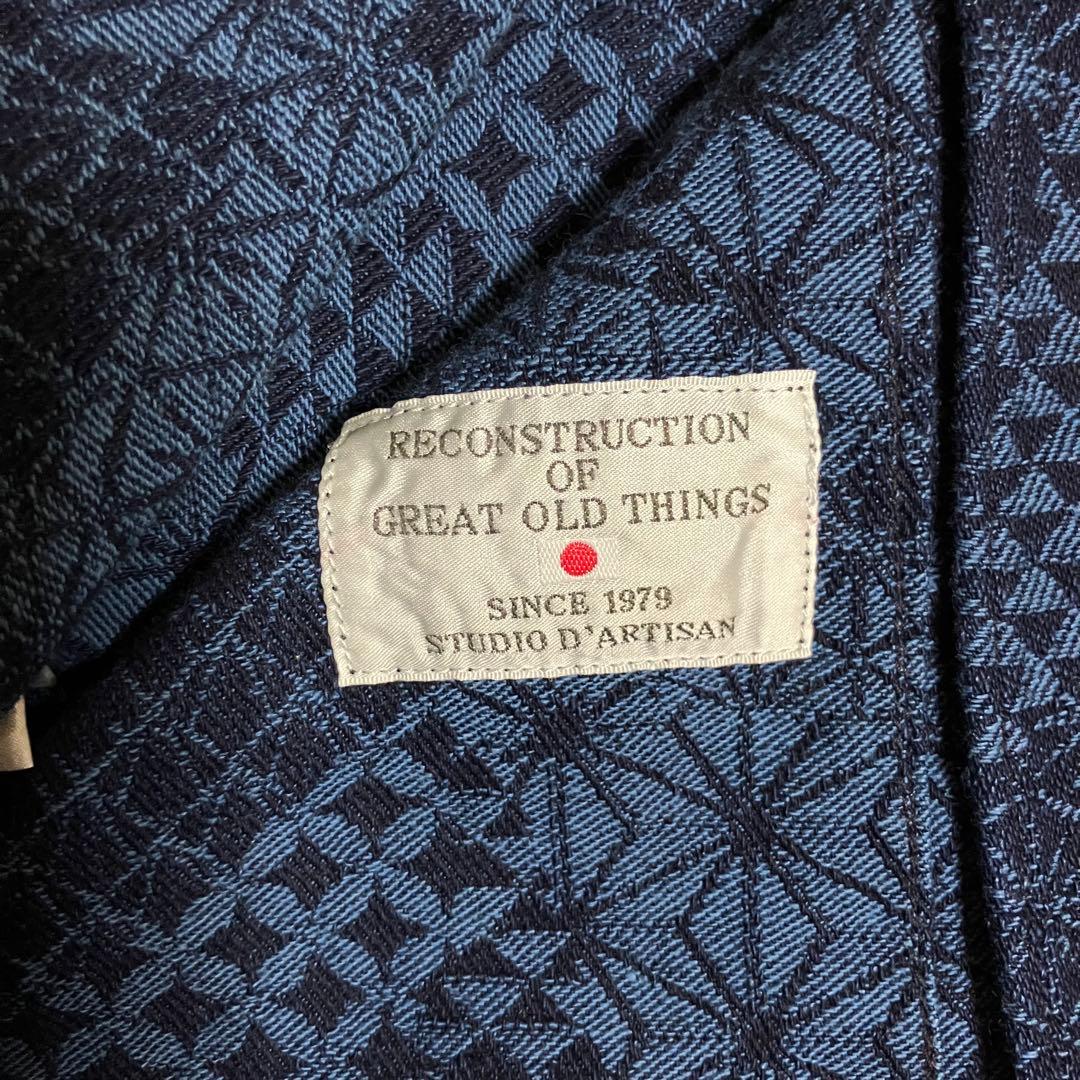 RECONSTRUCTION
OF
GREAT OLD THINGS
SINCE 1979
STUDIO D'ARTISAN